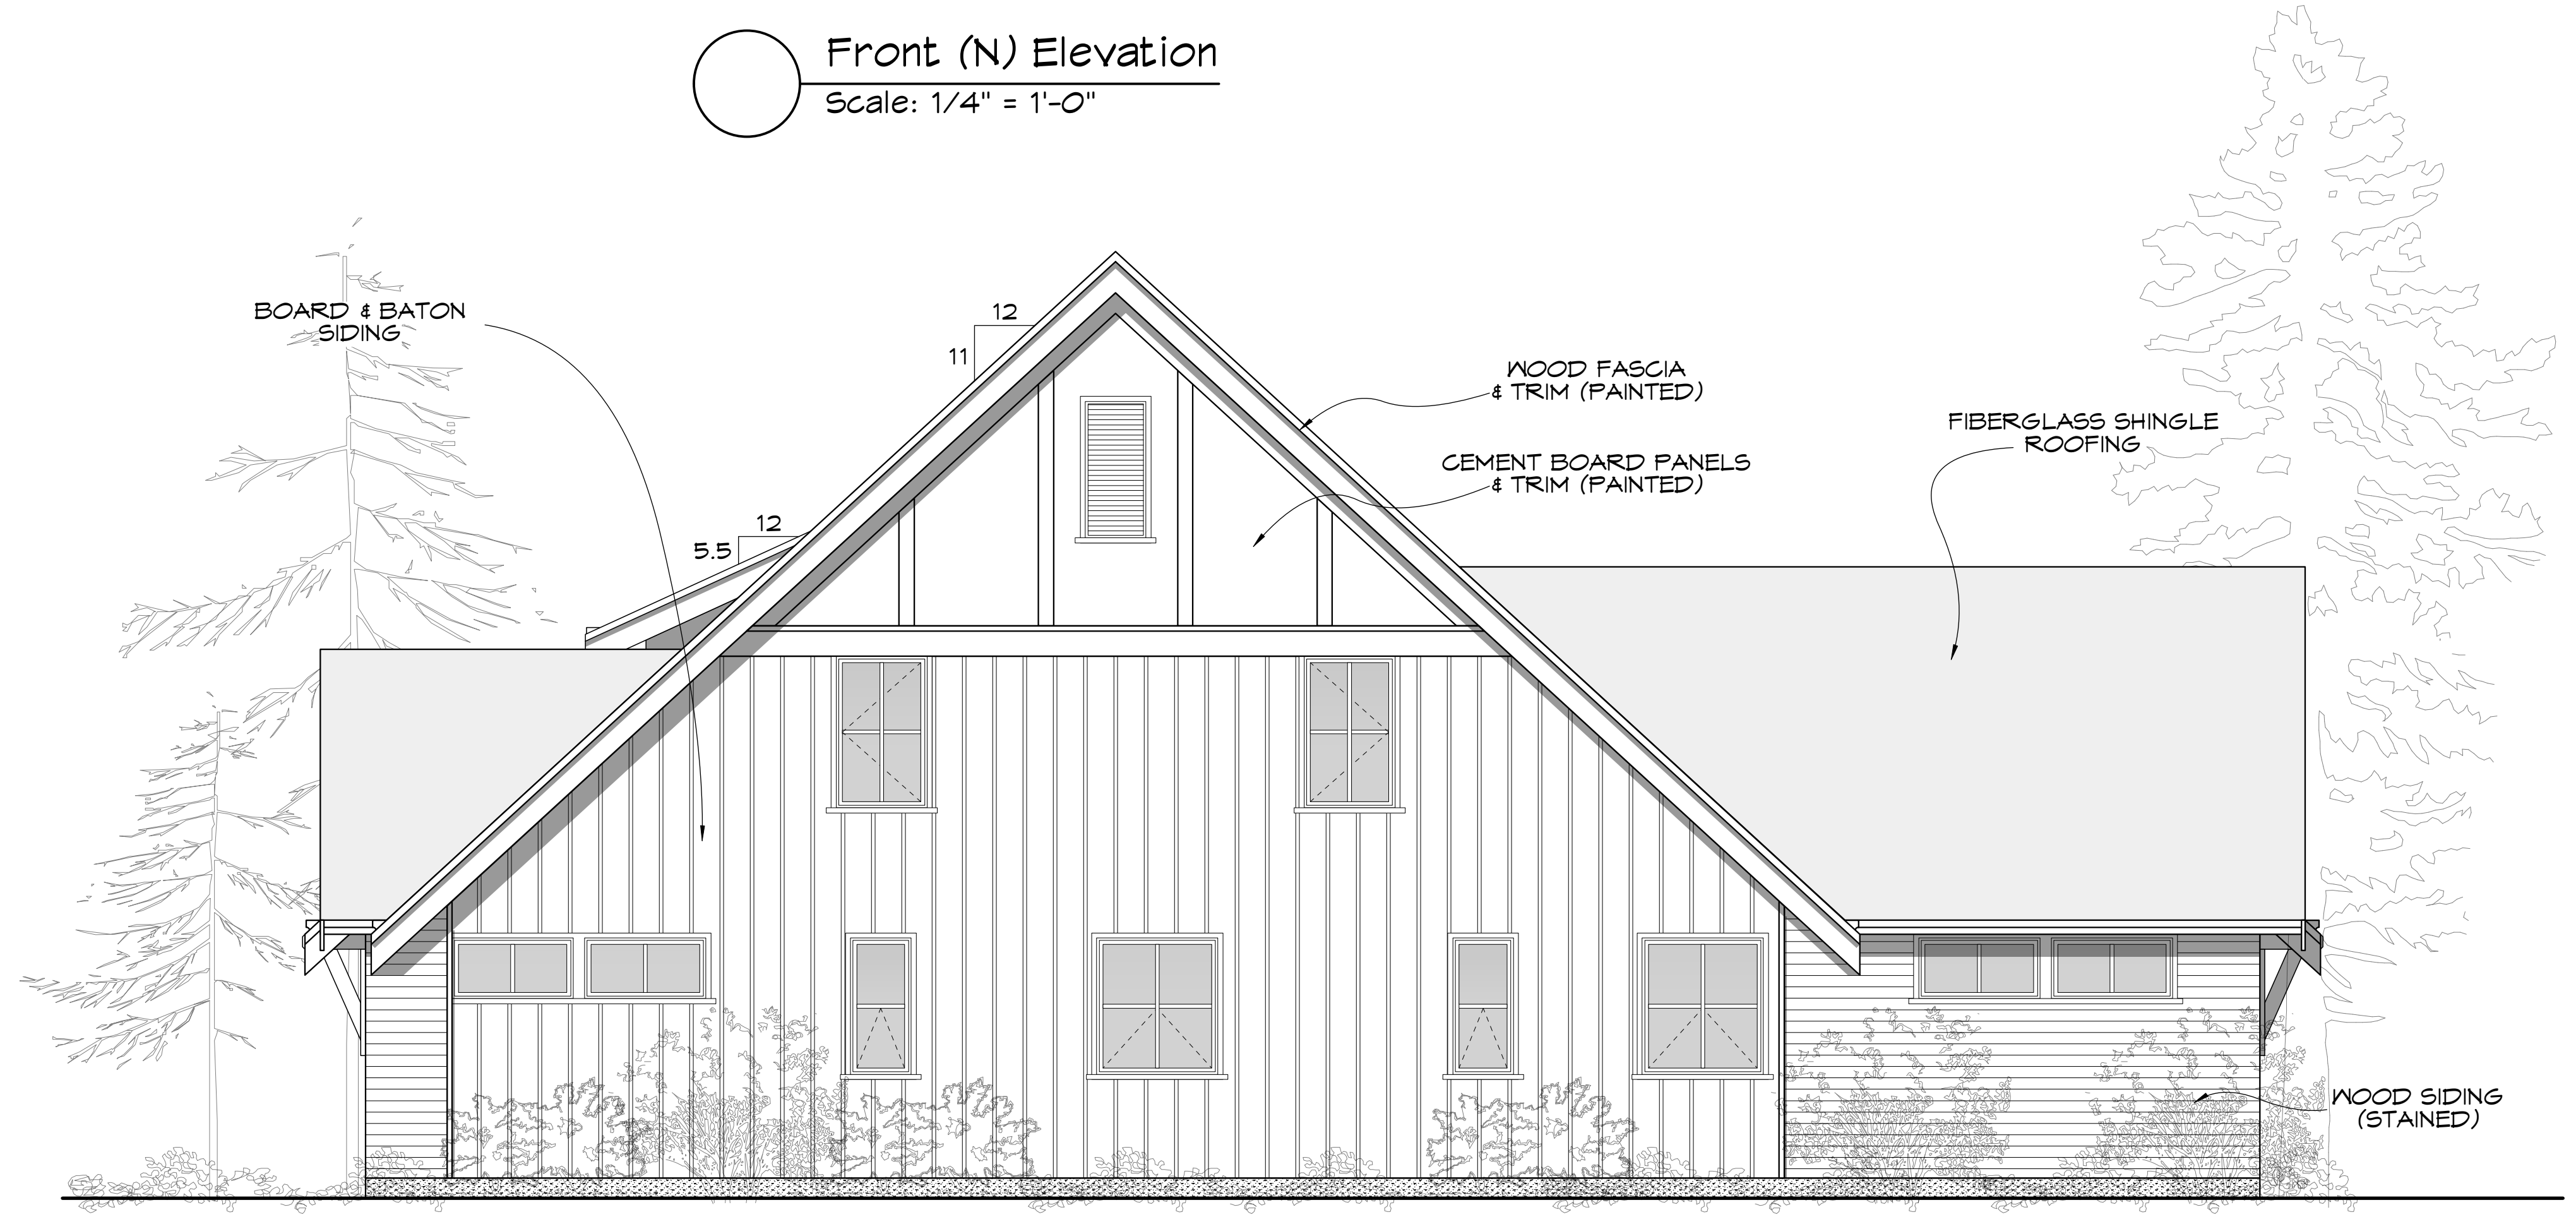 Front (N) Elevation
Scale: 1/4" = 1'-0"
BOARD & BATON
SIDING
12
11
WOOD FASCIA
& TRIM (PAINTED)
FIBERGLASS SHINGLE
ROOFING
CEMENT BOARD PANELS
& TRIM (PAINTED)
12
5.5
WOOD SIDING
(STAINED)